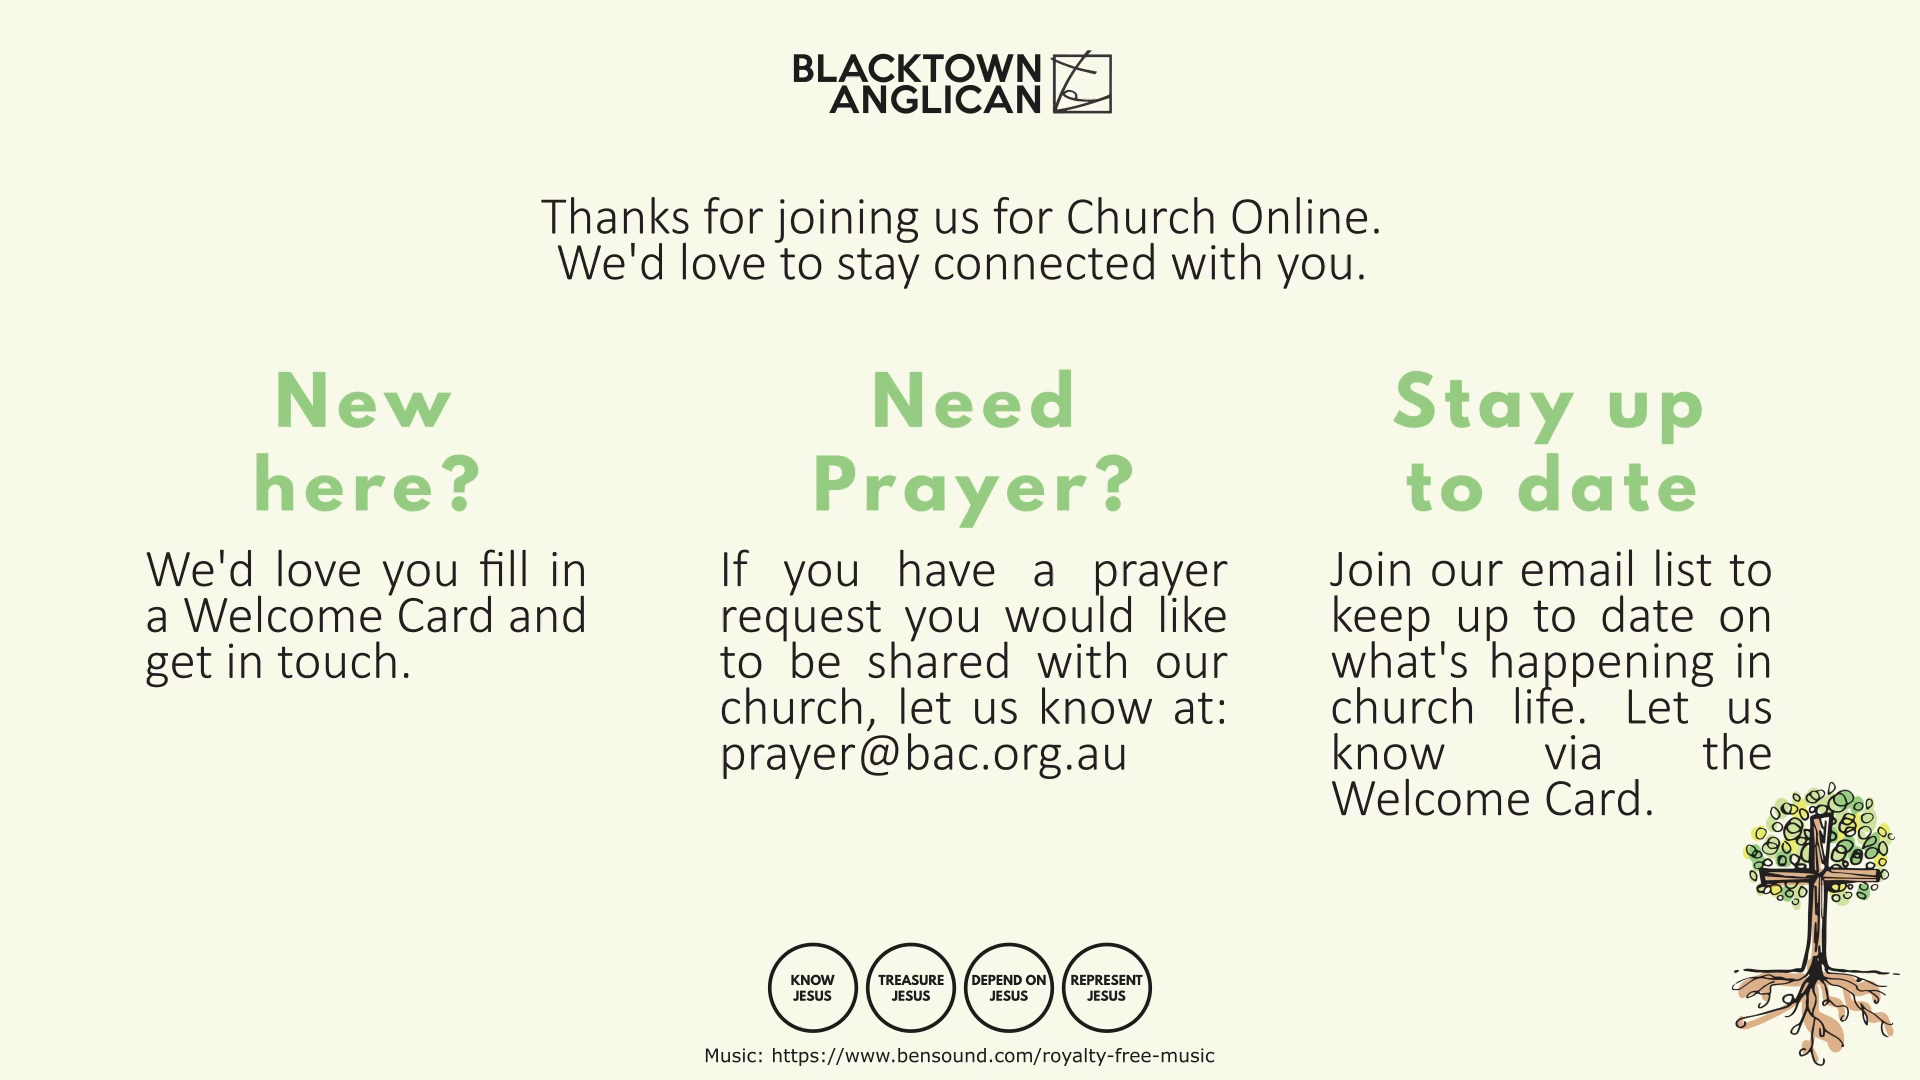 BLACKTOWN
ANGLICAN
Thanks for joining us for Church Online.
We'd love to stay connected with you.
New
here?
We'd love you fill in
a Welcome Card and
get in touch.
Need
Prayer?
If you have a prayer
request you would like
to be shared with our
church, let us know at:
prayer@bac.org.au
Stay up
to date
Join our email list to
keep up to date on
what's happening in
church life. Let us
know via the
Welcome Card.
KNOW
JESUS
TREASURE
JESUS
DEPEND ON
JESUS
REPRESENT
JESUS
Music: https://www.bensound.com/royalty-free-music